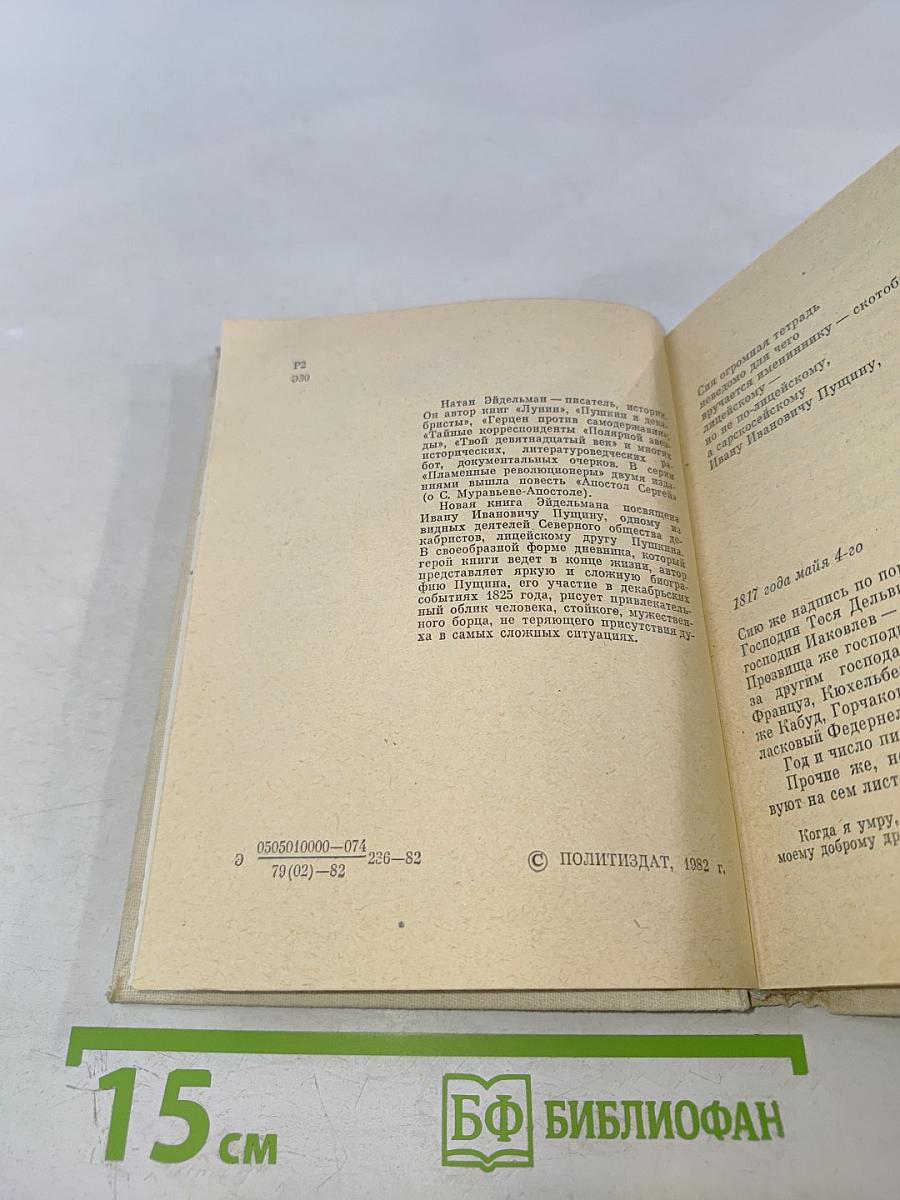 Р2
Э30
Натан Эйдельман — писатель, историк.
Он автор книг «Лунин», «Пушкин и дека-
бристы», «Герцен против самодержавия»,
«Тайные корреспонденты «Полярной звез-
ды», «Твой девятнадцатый век» и многих
исторических, литературоведческих ра-
бот, документальных очерков. В серии
«Пламенные революционеры» двумя изда-
ниями вышла повесть «Апостол Сергей»
(о С. Муравьеве-Апостоле).
Новая книга Эйдельмана посвящена
Ивану Ивановичу Пущину, одному из
видных деятелей Северного общества де-
кабристов, лицейскому другу Пушкина.
В своеобразной форме дневника, который
герой книги ведет в конце жизни, автор
представляет яркую и сложную биогра-
фию Пущина, его участие в декабрьских
событиях 1825 года, рисует привлекатель-
ный облик человека, стойкого, мужествен-
ного борца, не теряющего присутствия ду-
ха в самых сложных ситуациях.
Э 0505010000—074 236—82
79(02)—82
© ПОЛИТИЗДАТ, 1982 г.
Сия огромная тетрадь
неведомо для чего
вручается имениннику — скотоб
лицейскому —
но не по-лицейскому,
а сарскосейскому
Ивану Ивановичу Пущину,
1817 года майя 4-го
Сию же надпись по по
Господин Тося Дельви
господин Иаковлев —
Прозвища же господи
за другим господа
Француз, Кюхельбе
же Кабуд, Горчако
ласковый Федернел
Год и число пи
Прочие же, не
вуют на сем лист
Когда я умру,
моему доброму др
15 см
БФ БИБЛИОФАН